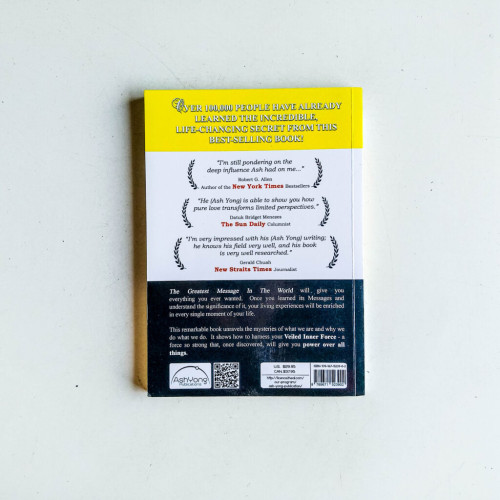 OVER 100,000 PEOPLE HAVE ALREADY
LEARNED THE INCREDIBLE,
LIFE-CHANGING SECRET FROM THIS
BEST-SELLING BOOK!
"I'm still pondering on the
deep influence Ash had on me..."
Robert G. Allen
Author of the New York Times Bestsellers
"He (Ash Yong) is able to show you how
pure love transforms limited perspectives."
Datuk Bridget Menezes
The Sun Daily Columnist
"I'm very impressed with his (Ash Yong) writing;
he knows his field very well, and his book
is very well researched."
Gerald Chuah
New Straits Times Journalist
The Greatest Message In The World will give you
everything you ever wanted. Once you learned its Messages and
understand the significance of it, your living experiences will be enriched
in every single moment of your life.
This remarkable book unravels the mysteries of what we are and why we
do what we do. It shows how to harness your Veiled Inner Force - a
force so strong that, once discovered, will give you power over all
things.
AshYong
US. $29.95
CAN.$37.95